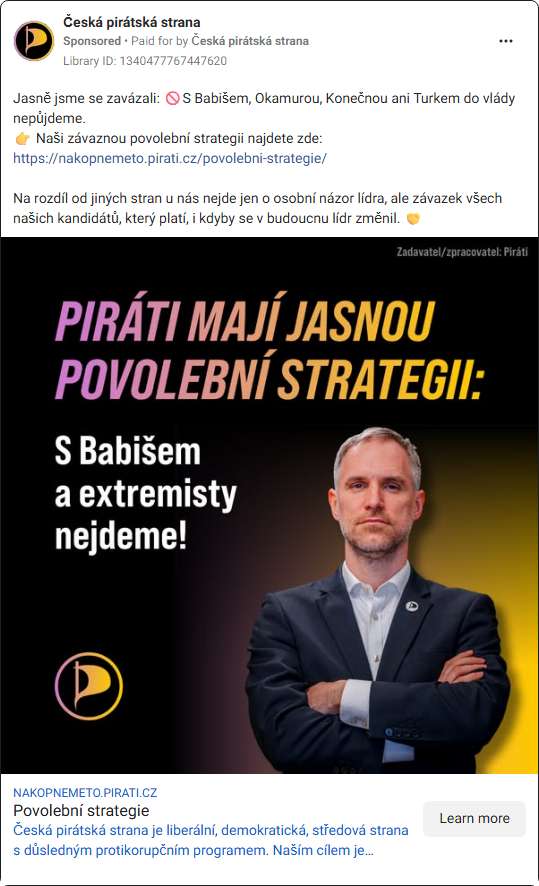 Česká pirátská strana
Sponsored • Paid for by Česká pirátská strana
Library ID: 1340477767447620
Jasně jsme se zavázali: 🚫S Babišem, Okamurou, Konečnou ani Turkem do vlády
nepůjdeme.
👉 Naši závaznou povolební strategii najdete zde:
https://nakopnemeto.pirati.cz/povolebni-strategie/
Na rozdíl od jiných stran u nás nejde jen o osobní názor lídra, ale závazek všech
našich kandidátů, který platí, i kdyby se v budoucnu lídr změnil. 🤜
Zadavatel/zpracovatel: Piráti
PIRÁTI MAJÍ JASNOU
POVOLEBNÍ STRATEGII:
S Babišem
a extremisty
nejdeme!
NAKOPNEMETO.PIRATI.CZ
Povolební strategie
Česká pirátská strana je liberální, demokratická, středová strana
s důsledným protikorupčním programem. Naším cílem je…
Learn more